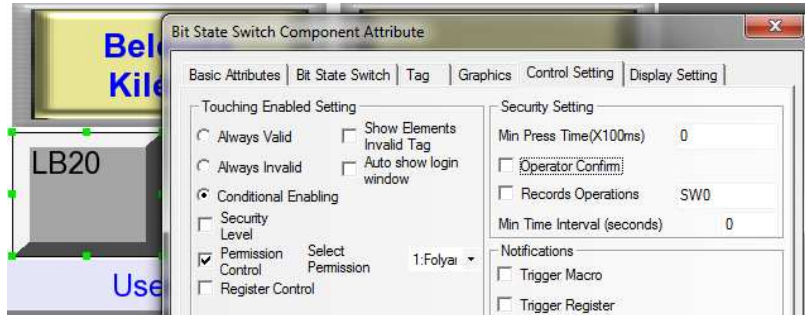 Bit State Switch Component Attribute
Basic Attributes Bit State Switch Tag Graphics Control Setting Display Setting
Touching Enabled Setting
Always Valid
Show Elements
Invalid Tag
Always Invalid
Auto show login
window
Conditional Enabling
Security
Level
Permission
Control
Select
Permission
1:Folyar
Register Control
Security Setting
Min Press Time(X100ms) 0
Operator Confirm
Records Operations SW0
Min Time Interval (seconds) 0
Notifications
Trigger Macro
Trigger Register
LB20
Use